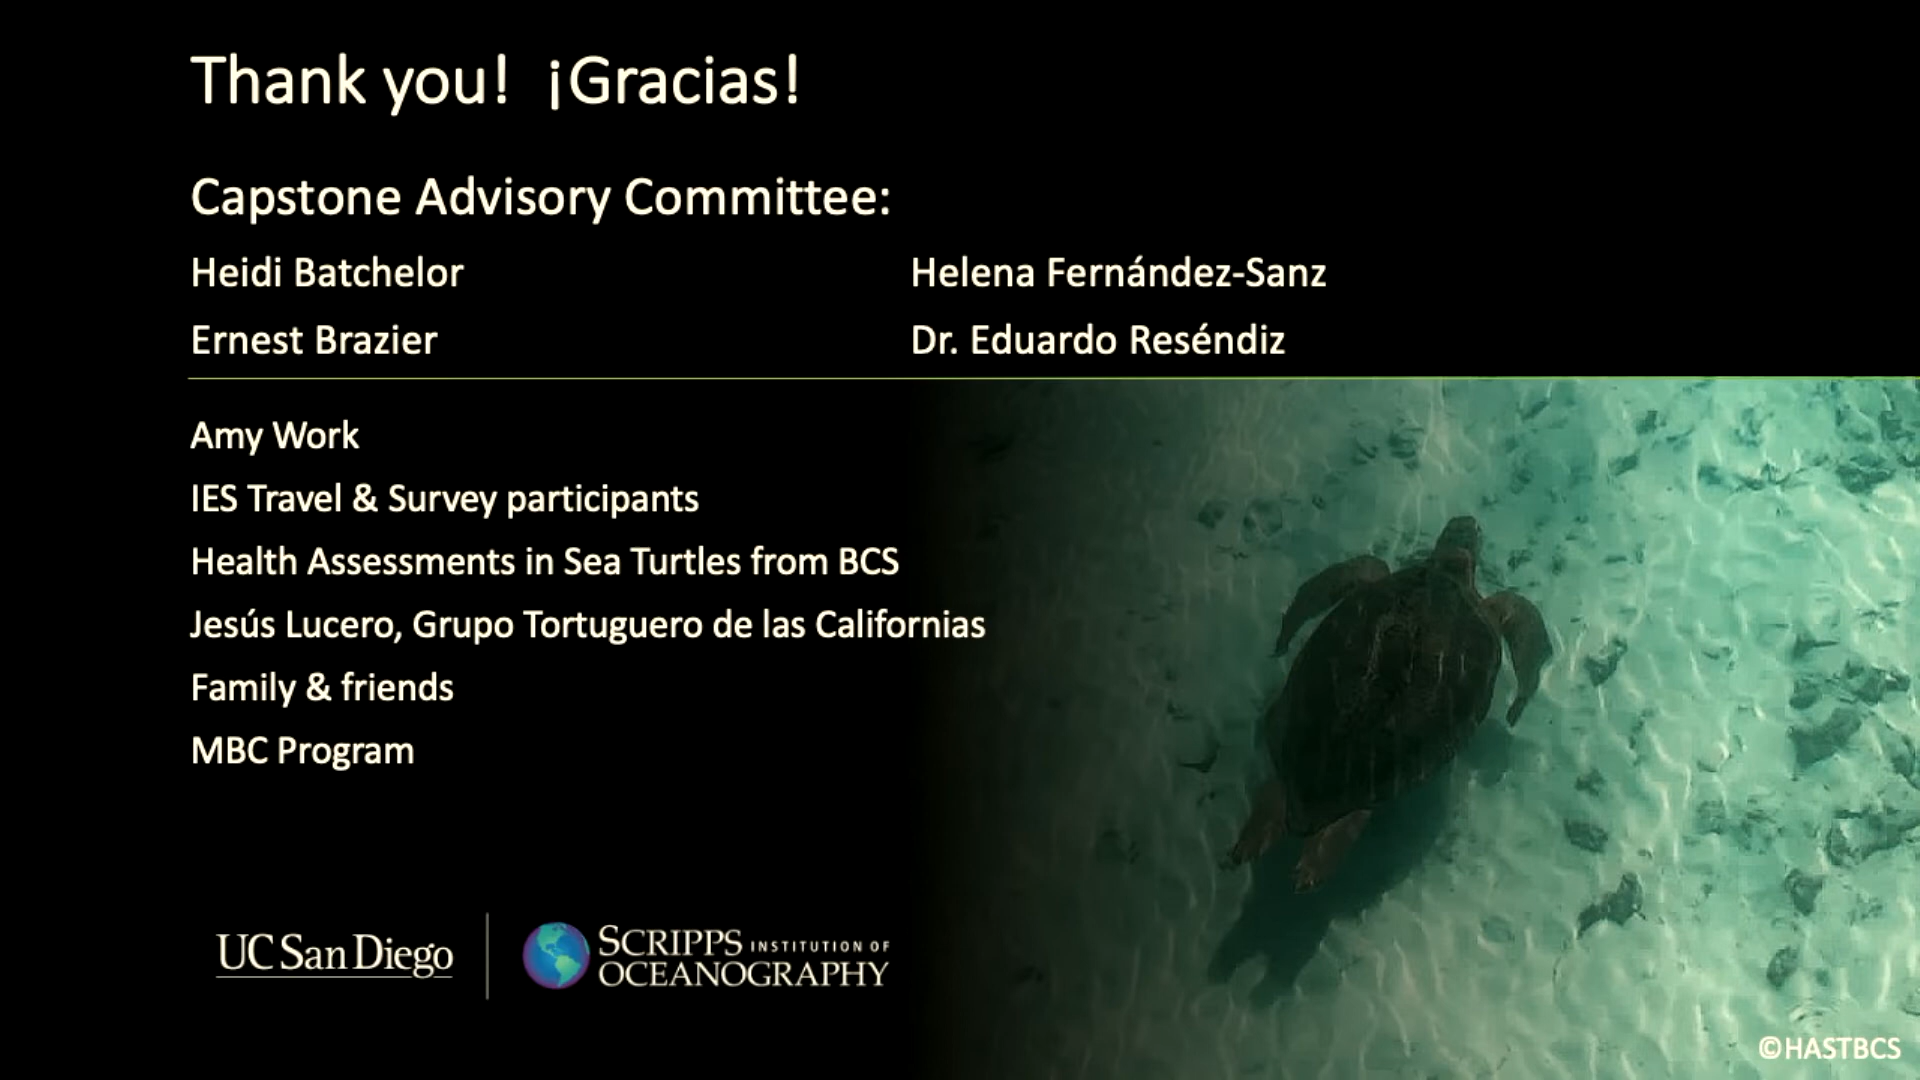 Thank you!  ¡Gracias!
Capstone Advisory Committee:
Heidi Batchelor
Helena Fernández-Sanz
Ernest Brazier
Dr. Eduardo Reséndiz
Amy Work
IES Travel & Survey participants
Health Assessments in Sea Turtles from BCS
Jesús Lucero, Grupo Tortuguero de las Californias
Family & friends
MBC Program
UC San Diego
SCRIPPS INSTITUTION OF
OCEANOGRAPHY
©HASTBCS